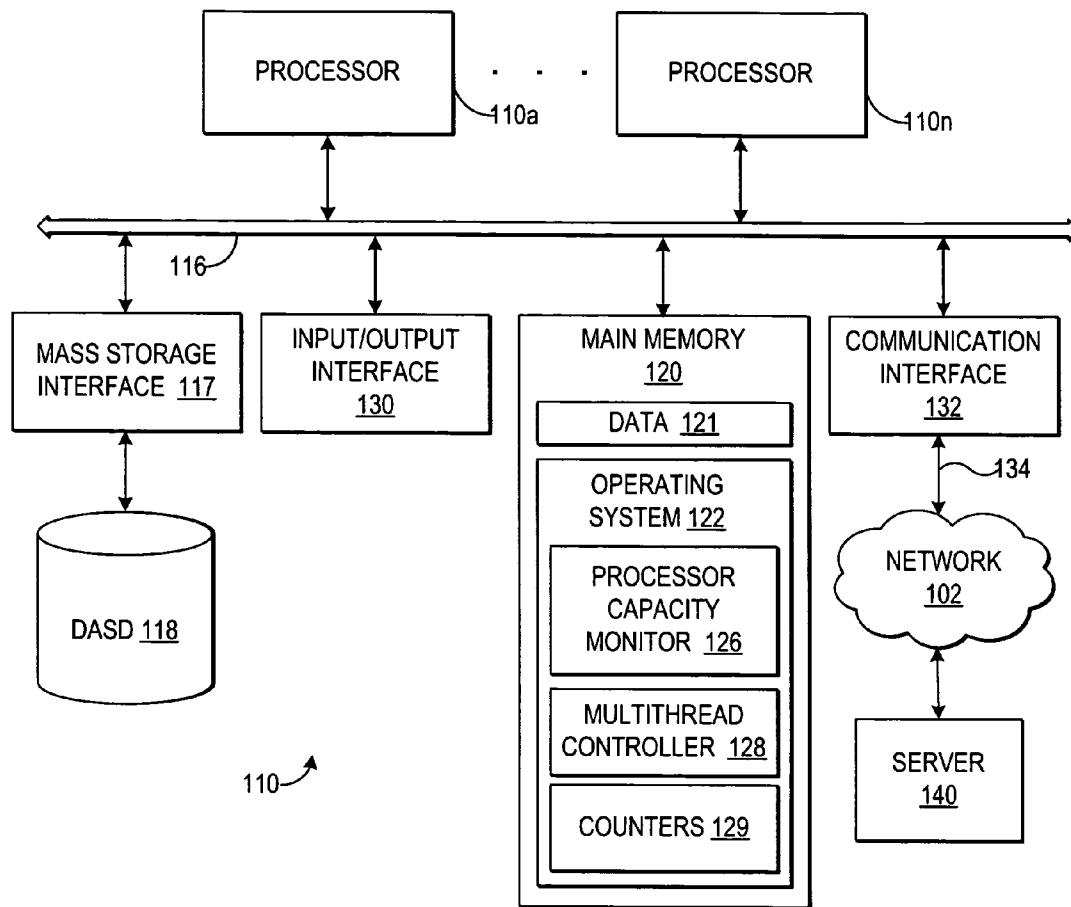 PROCESSOR
110a
. . .
PROCESSOR
110n
116
MASS STORAGE
INTERFACE 117
INPUT/OUTPUT
INTERFACE
130
MAIN MEMORY
120
DATA 121
OPERATING
SYSTEM 122
PROCESSOR
CAPACITY
MONITOR 126
MULTITHREAD
CONTROLLER 128
COUNTERS 129
COMMUNICATION
INTERFACE
132
134
NETWORK
102
SERVER
140
DASD 118
110